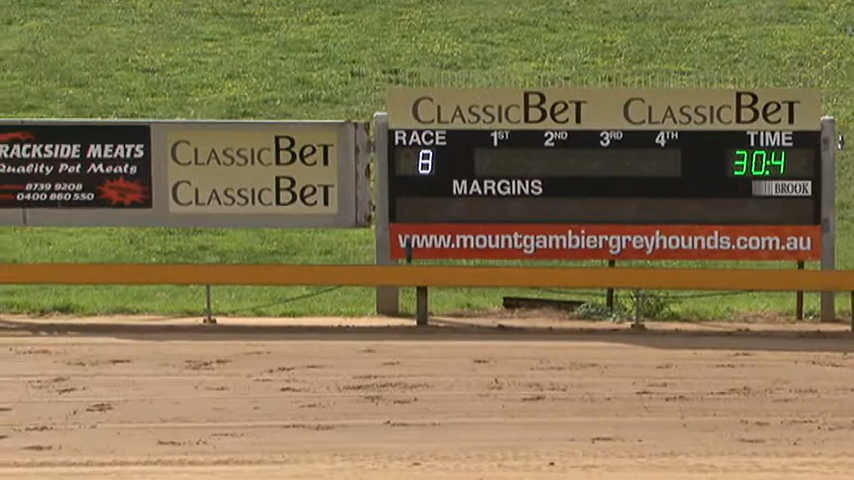 CLASSICBET CLASSICBET
RACE 1ST 2ND 3RD 4TH TIME
8 30:4
MARGINS BROOK
www.mountgambiergreyhounds.com.au
RACKSIDE MEATS
Quality Pet Meats
8739 9208
0400 860 550
CLASSICBET
CLASSICBET